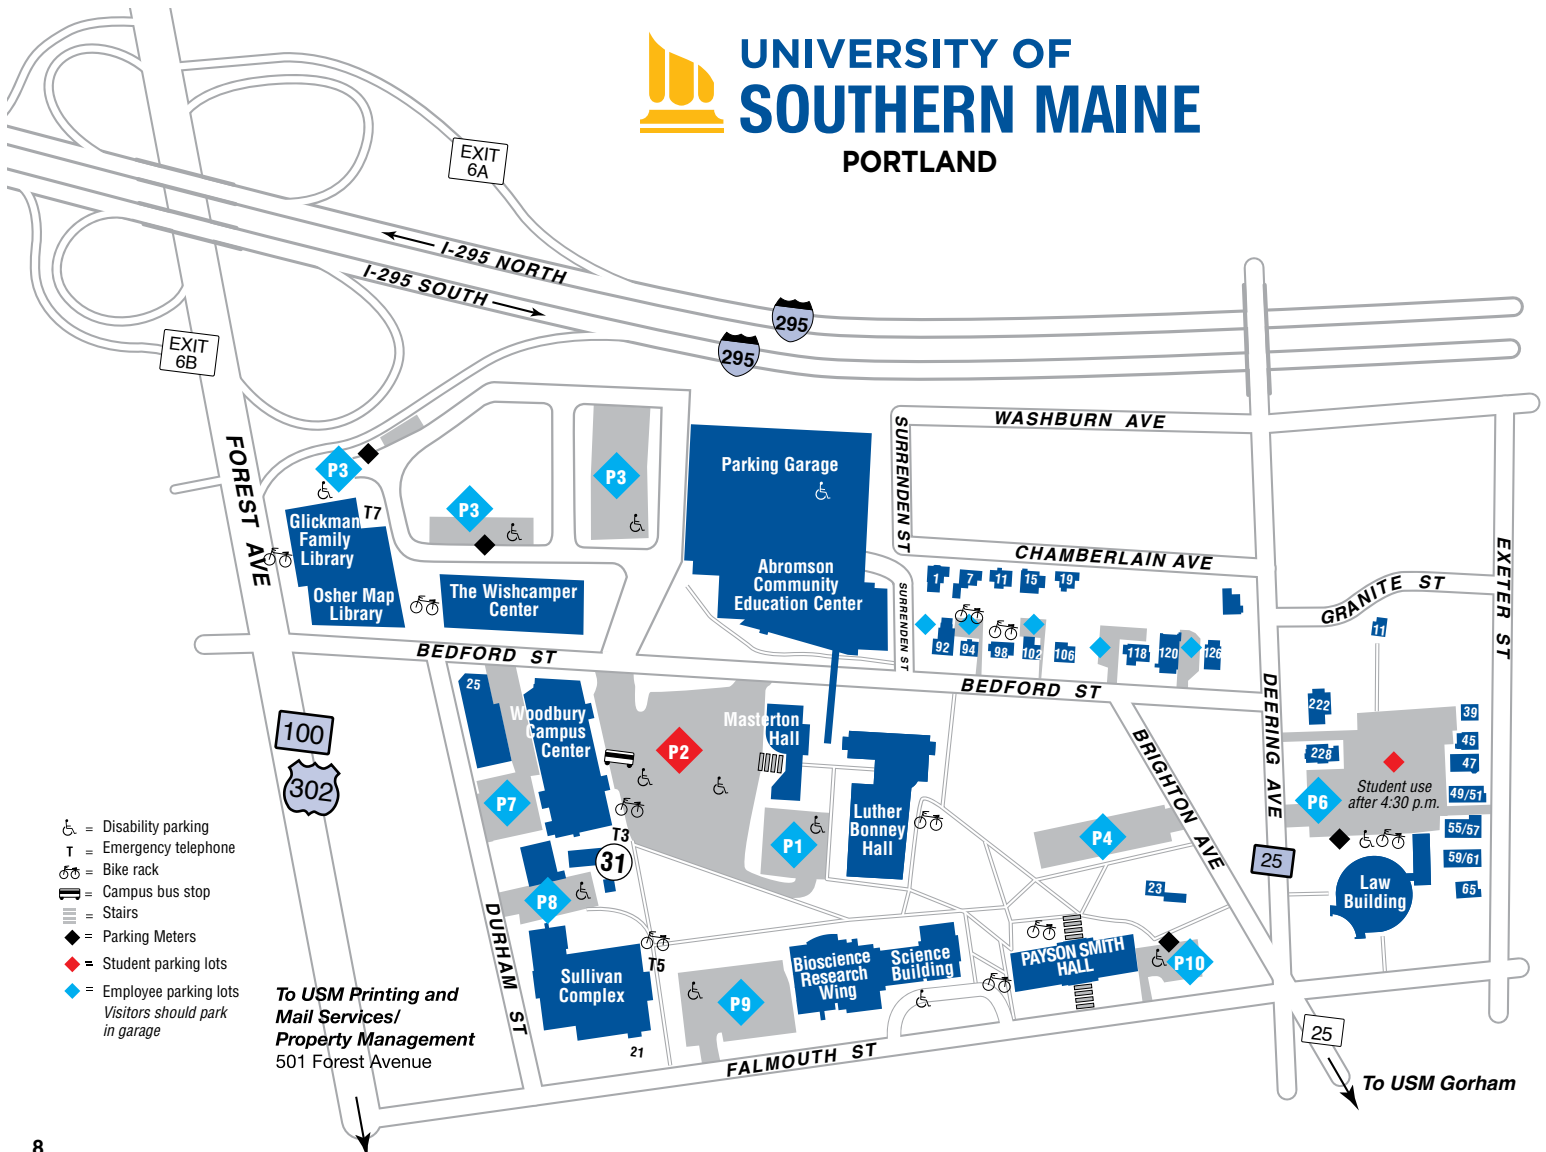 UNIVERSITY OF
SOUTHERN MAINE
PORTLAND
EXIT
6A
I-295 NORTH
I-295 SOUTH
295
295
EXIT
6B
WASHBURN AVE
SURRENDEN ST
FOREST AVE
P3
P3
P3
Parking Garage
T7
Glickman
Family
Library
Osher Map
Library
The Wishcamper
Center
Abromson
Community
Education Center
CHAMBERLAIN AVE
SURRENDEN ST
EXETER ST
GRANITE ST
1
7
11
15
19
11
92
94
98
102
106
118
120
126
BEDFORD ST
BEDFORD ST
DEERING AVE
BRIGHTON AVE
25
Woodbury
Campus
Center
Masterton
Hall
P2
222
228
39
45
47
49/51
55/57
59/61
65
100
302
P7
P1
Luther
Bonney
Hall
P4
P6
Student use
after 4:30 p.m.
T3
31
25
Law
Building
P8
23
DURHAM ST
Sullivan
Complex
T5
P9
Bioscience
Research
Wing
Science
Building
PAYSON SMITH
HALL
P10
21
FALMOUTH ST
25
To USM Gorham
= Disability parking
T = Emergency telephone
= Bike rack
= Campus bus stop
= Stairs
= Parking Meters
= Student parking lots
= Employee parking lots
Visitors should park
in garage
To USM Printing and
Mail Services/
Property Management
501 Forest Avenue
8